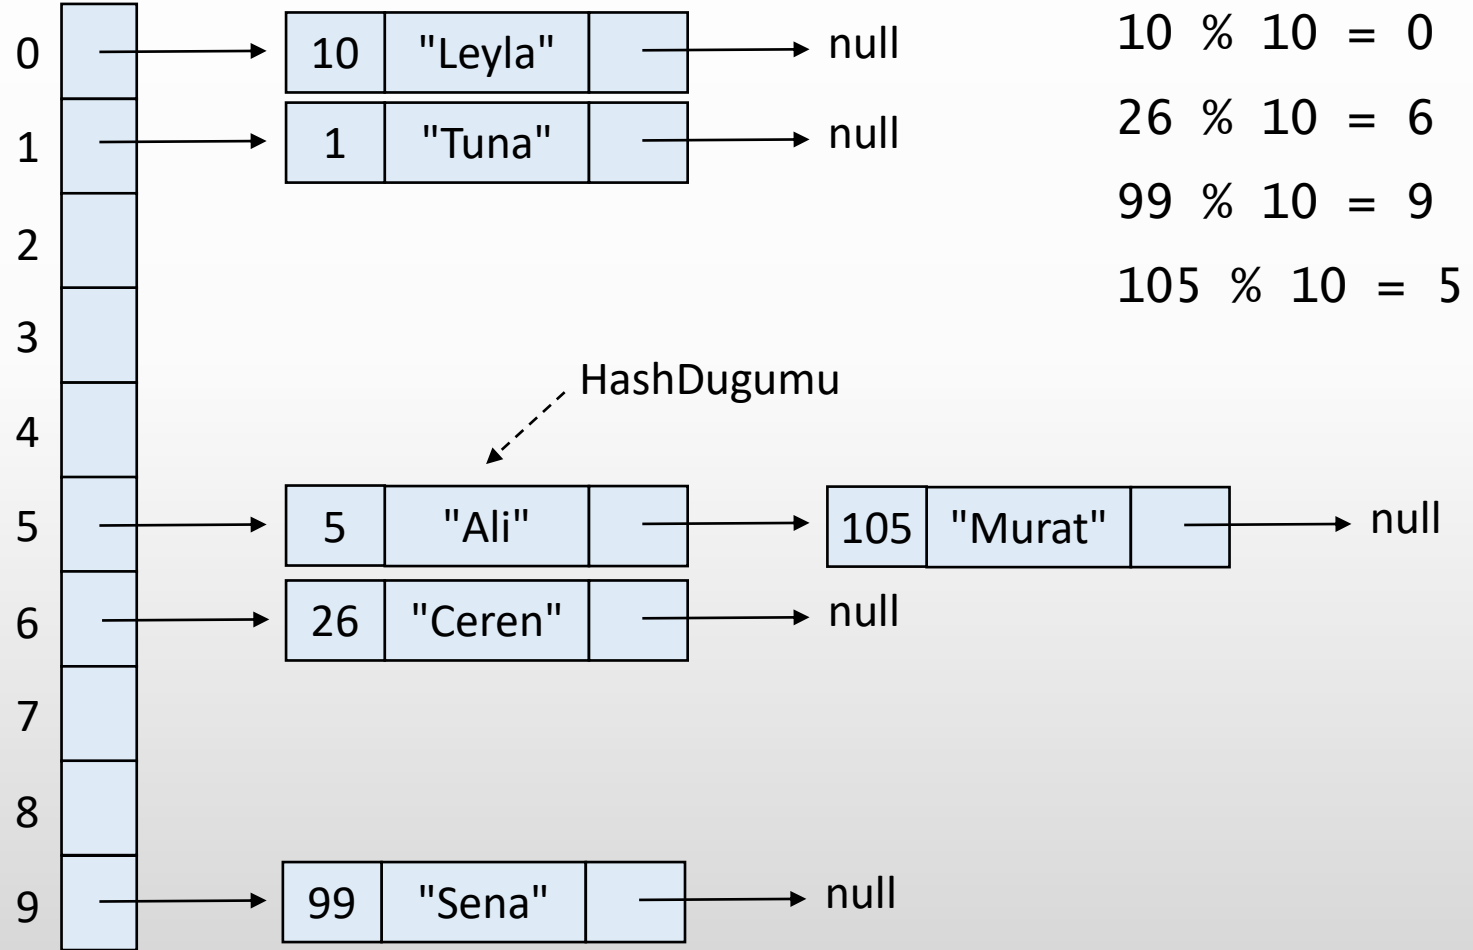 0 10 "Leyla" null 10 % 10 = 0
1 1 "Tuna" null 26 % 10 = 6
2 99 % 10 = 9
3 105 % 10 = 5
HashDugumu
4
5 5 "Ali" 105 "Murat" null
6 26 "Ceren" null
7
8
9 99 "Sena" null